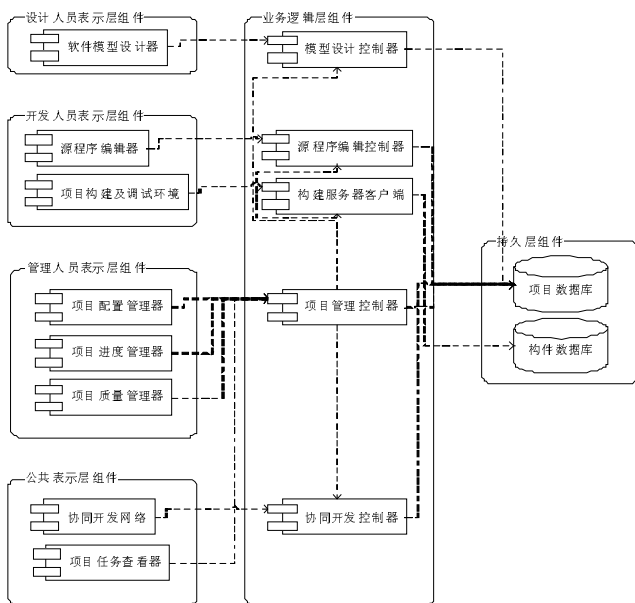 设计人员表示层组件
软件模型设计器
开发人员表示层组件
源程序编辑器
项目构建及调试环境
管理人员表示层组件
项目配置管理器
项目进度管理器
项目质量管理器
公共表示层组件
协同开发网络
项目任务查看器
业务逻辑层组件
模型设计控制器
源程序编辑控制器
构建服务器客户端
项目管理控制器
协同开发控制器
持久层组件
项目数据库
构件数据库